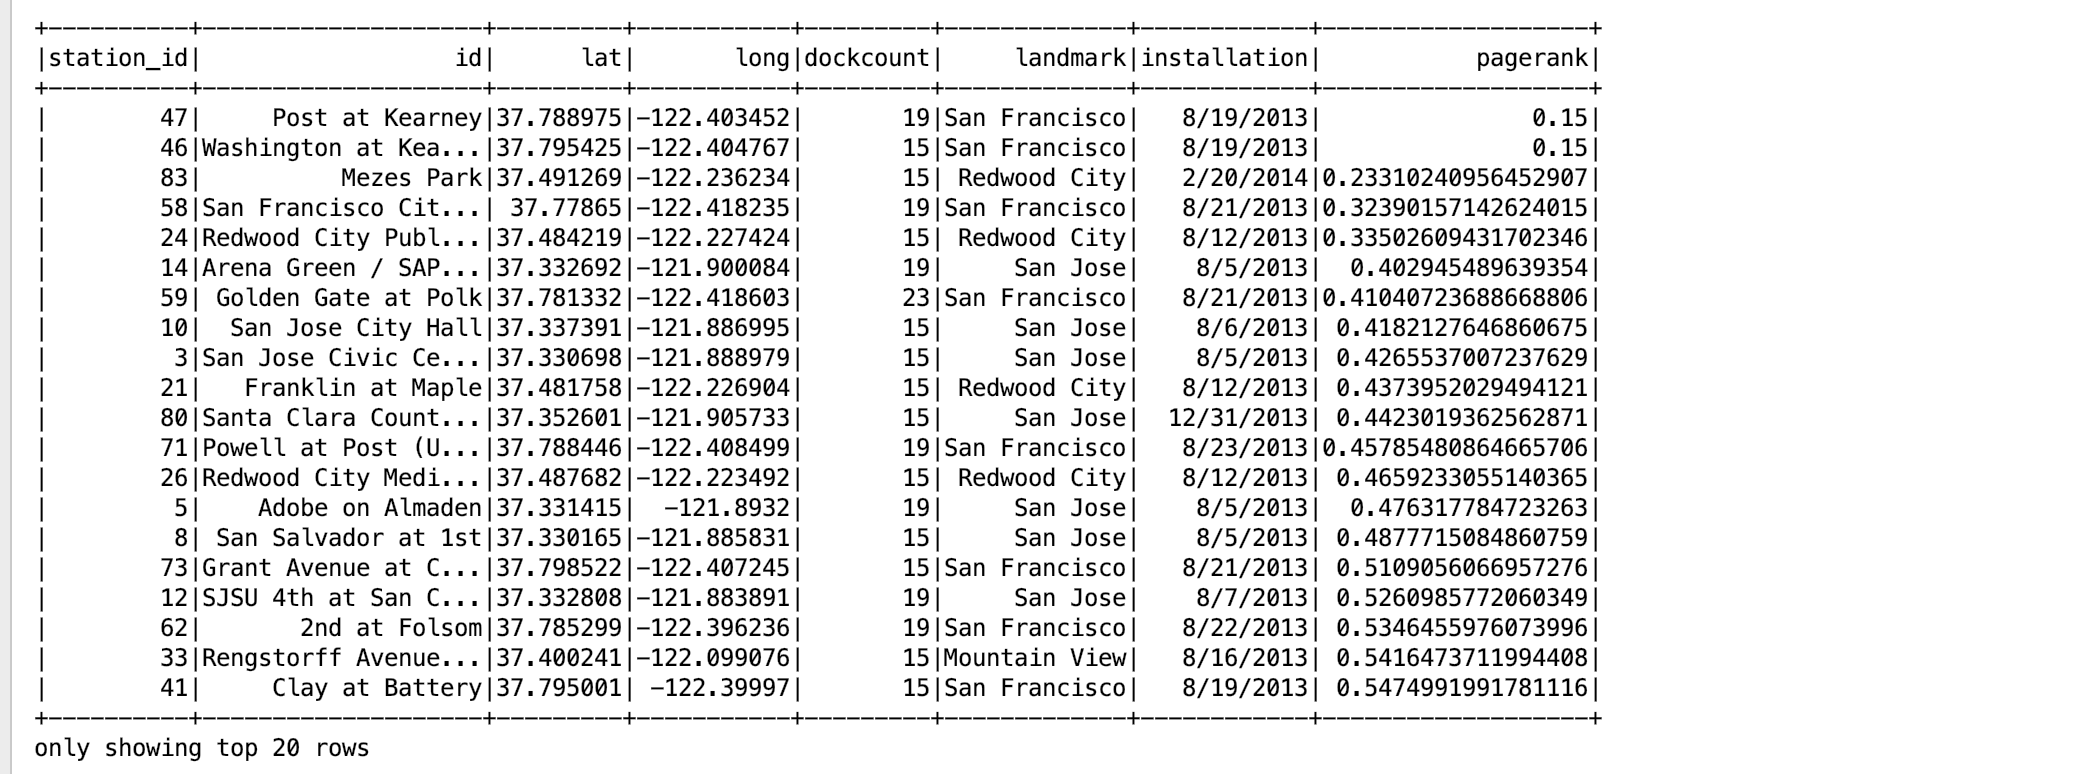 +----------+--------------------+---------+-----------+---------+-------------+------------+-------------------+
|station_id|                  id|      lat|       long|dockcount|     landmark|installation|           pagerank|
+----------+--------------------+---------+-----------+---------+-------------+------------+-------------------+
|        47|     Post at Kearney|37.788975|-122.403452|       19|San Francisco|   8/19/2013|               0.15|
|        46|Washington at Kea...|37.795425|-122.404767|       15|San Francisco|   8/19/2013|               0.15|
|        83|          Mezes Park|37.491269|-122.236234|       15| Redwood City|   2/20/2014|0.23310240956452907|
|        58|San Francisco Cit...| 37.77865|-122.418235|       19|San Francisco|   8/21/2013|0.32390157142624015|
|        24|Redwood City Publ...|37.484219|-122.227424|       15| Redwood City|   8/12/2013|0.33502609431702346|
|        14|Arena Green / SAP...|37.332692|-121.900084|       19|     San Jose|    8/5/2013|  0.402945489639354|
|        59| Golden Gate at Polk|37.781332|-122.418603|       23|San Francisco|   8/21/2013|0.41040723688668806|
|        10|  San Jose City Hall|37.337391|-121.886995|       15|     San Jose|    8/6/2013| 0.4182127646860675|
|         3|San Jose Civic Ce...|37.330698|-121.888979|       15|     San Jose|    8/5/2013| 0.4265537007237629|
|        21|   Franklin at Maple|37.481758|-122.226904|       15| Redwood City|   8/12/2013| 0.4373952029494121|
|        80|Santa Clara Count...|37.352601|-121.905733|       15|     San Jose|  12/31/2013| 0.4423019362562871|
|        71|Powell at Post (U...|37.788446|-122.408499|       19|San Francisco|   8/23/2013|0.45785480864665706|
|        26|Redwood City Medi...|37.487682|-122.223492|       15| Redwood City|   8/12/2013| 0.4659233055140365|
|         5|    Adobe on Almaden|37.331415|  -121.8932|       19|     San Jose|    8/5/2013|  0.476317784723263|
|         8| San Salvador at 1st|37.330165|-121.885831|       15|     San Jose|    8/5/2013| 0.4877715084860759|
|        73|Grant Avenue at C...|37.798522|-122.407245|       15|San Francisco|   8/21/2013| 0.5109056066957276|
|        12|SJSU 4th at San C...|37.332808|-121.883891|       19|     San Jose|    8/7/2013| 0.5260985772060349|
|        62|       2nd at Folsom|37.785299|-122.396236|       19|San Francisco|   8/22/2013| 0.5346455976073996|
|        33|Rengstorff Avenue...|37.400241|-122.099076|       15|Mountain View|   8/16/2013| 0.5416473711994408|
|        41|     Clay at Battery|37.795001| -122.39997|       15|San Francisco|   8/19/2013| 0.5474991991781116|
+----------+--------------------+---------+-----------+---------+-------------+------------+-------------------+
only showing top 20 rows